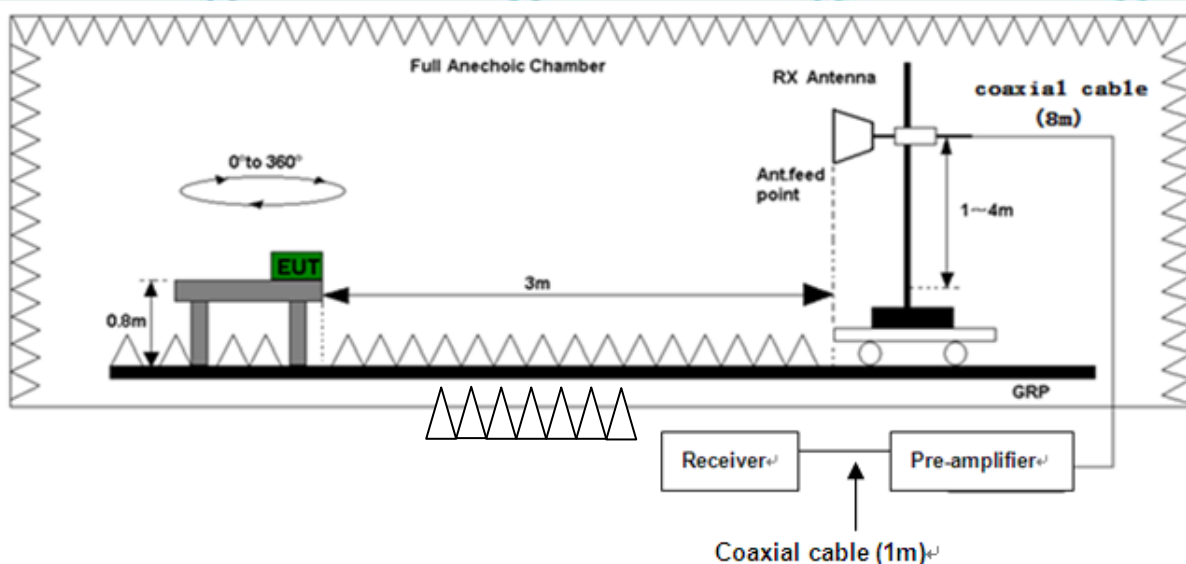 Full Anechoic Chamber
RX Antenna
coaxial cable
(8m)
0°to 360°
Ant.feed
point
1~4m
EUT
3m
0.8m
GRP
Receiver↵
Pre-amplifier↵
Coaxial cable (1m)↵